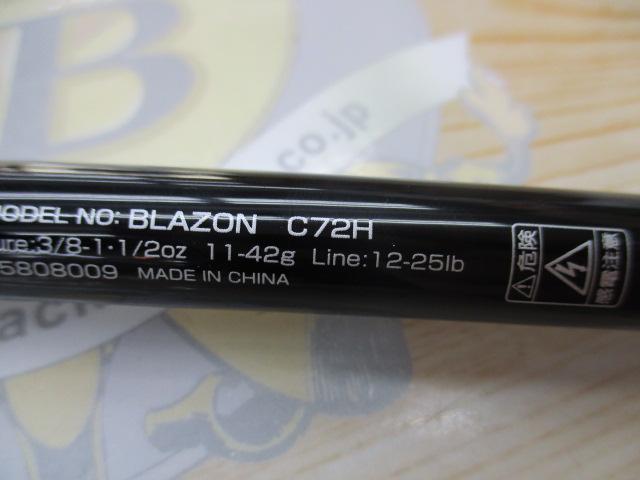 B
co.jp
MODEL NO: BLAZON C72H
ure:3/8-1・1/2oz 11-42g Line:12-25lb
5808009 MADE IN CHINA
危険
感電注意